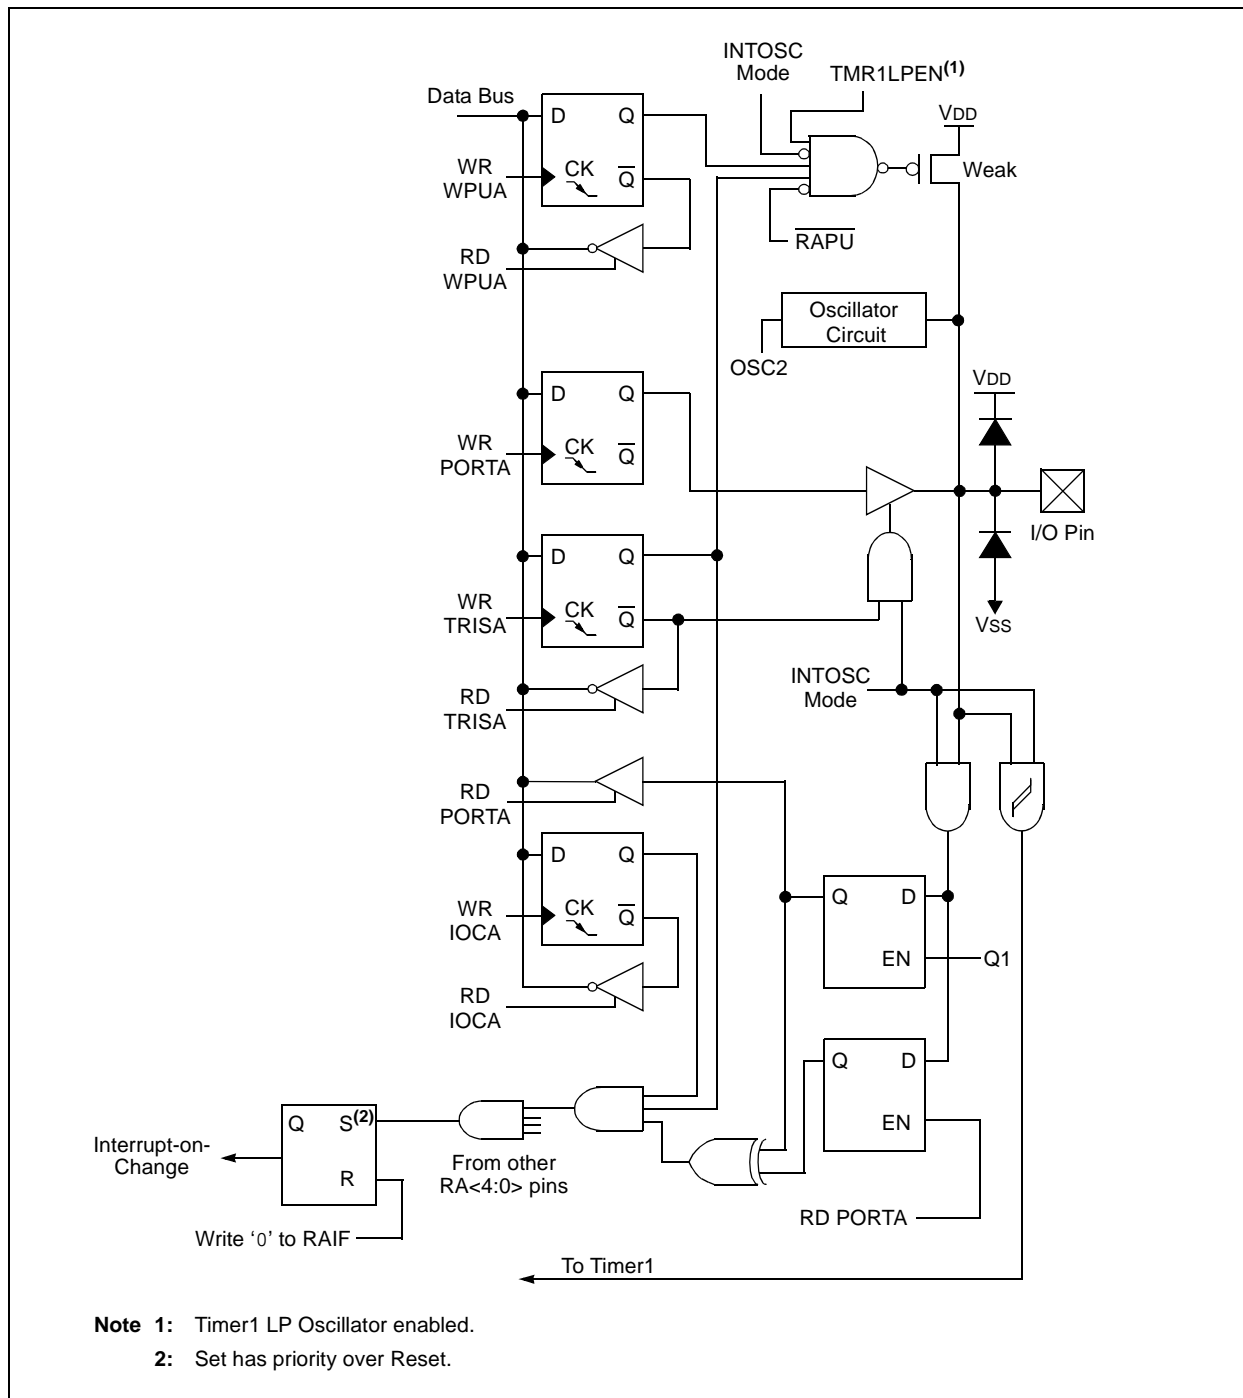 INTOSC
Mode
TMR1LPEN(1)
Data Bus
D
Q
VDD
WR
WPUA
CK
Q
Weak
RD
WPUA
RAPU
Oscillator
Circuit
OSC2
VDD
D
Q
WR
PORTA
CK
Q
I/O Pin
D
Q
WR
TRISA
CK
Q
VSS
INTOSC
Mode
RD
TRISA
RD
PORTA
D
Q
WR
IOCA
CK
Q
Q
D
EN
Q1
RD
IOCA
Q
D
EN
Q
S(2)
R
Interrupt-on-
Change
From other
RA<4:0> pins
RD PORTA
Write ‘0’ to RAIF
To Timer1
Note 1: Timer1 LP Oscillator enabled.
2: Set has priority over Reset.